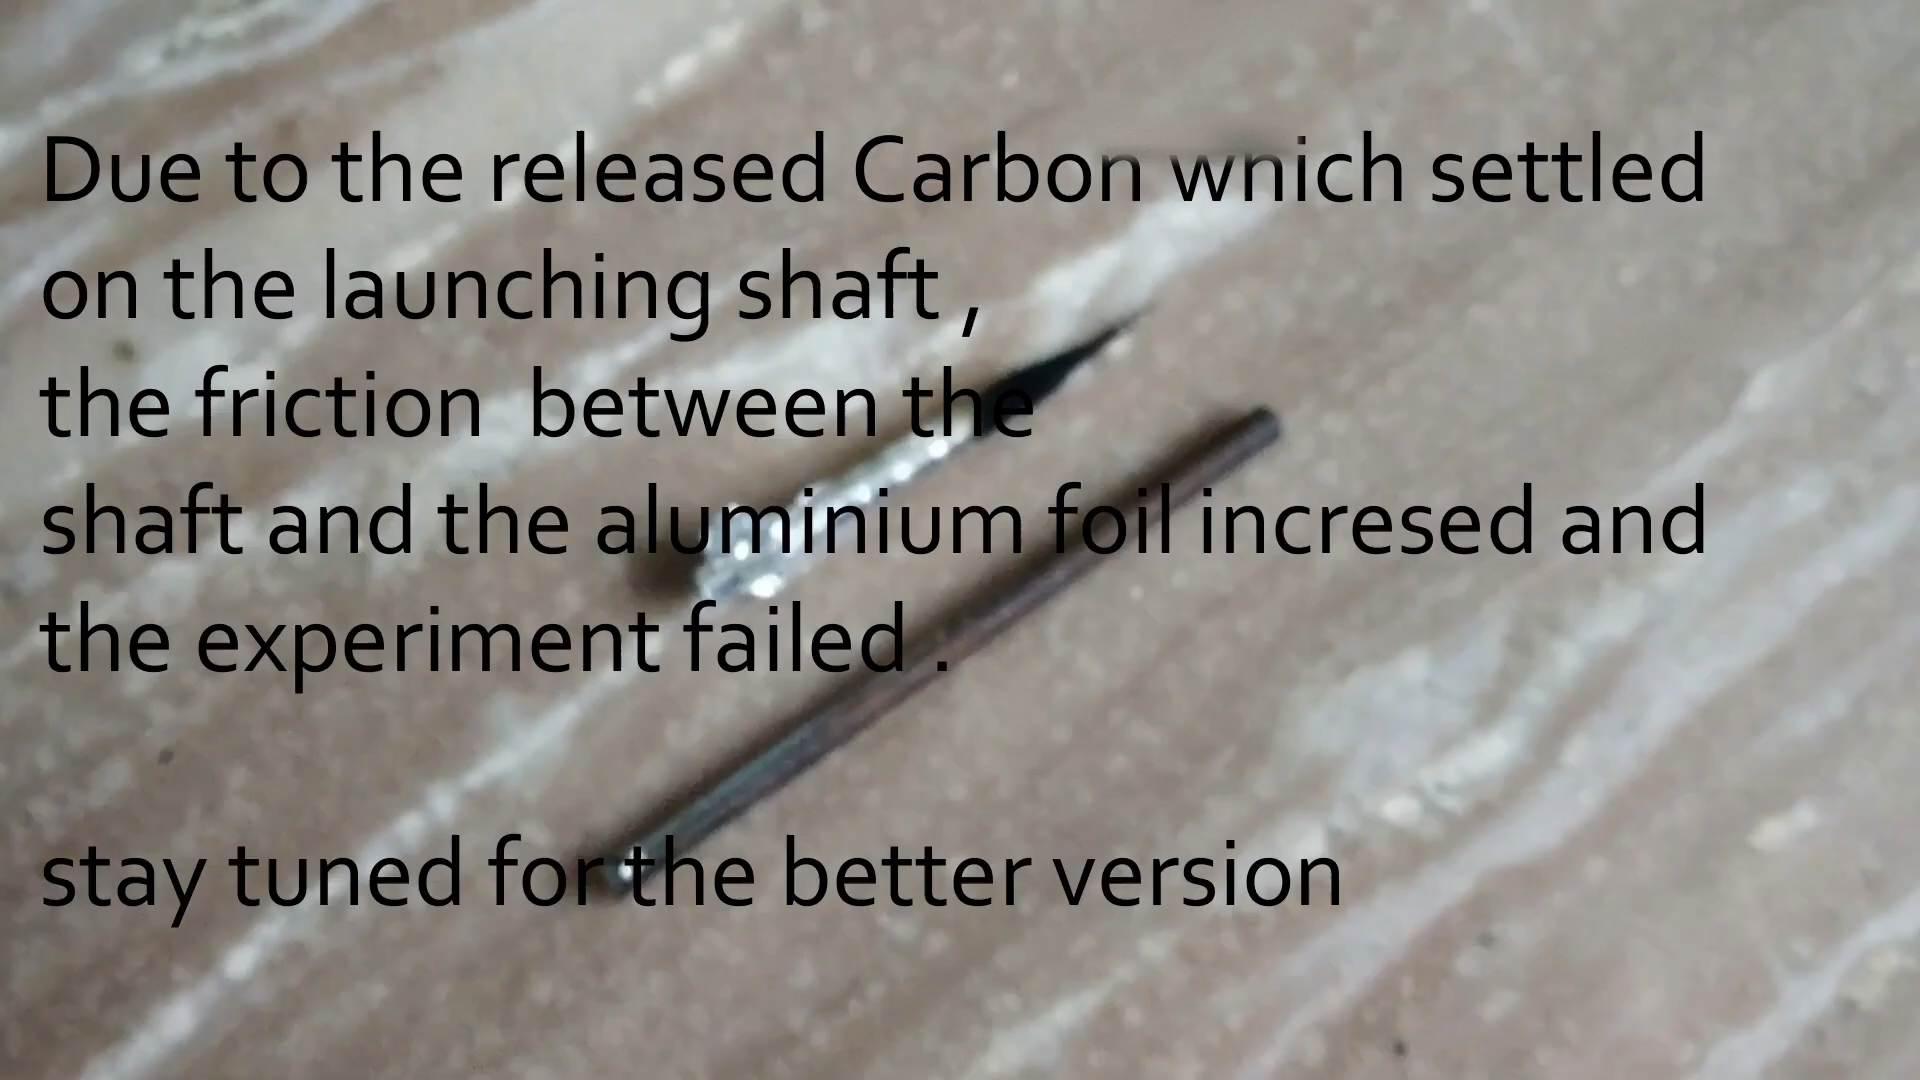 Due to the released Carbon which settled
on the launching shaft ,
the friction  between the
shaft and the aluminium foil incresed and
the experiment failed .
stay tuned for the better version